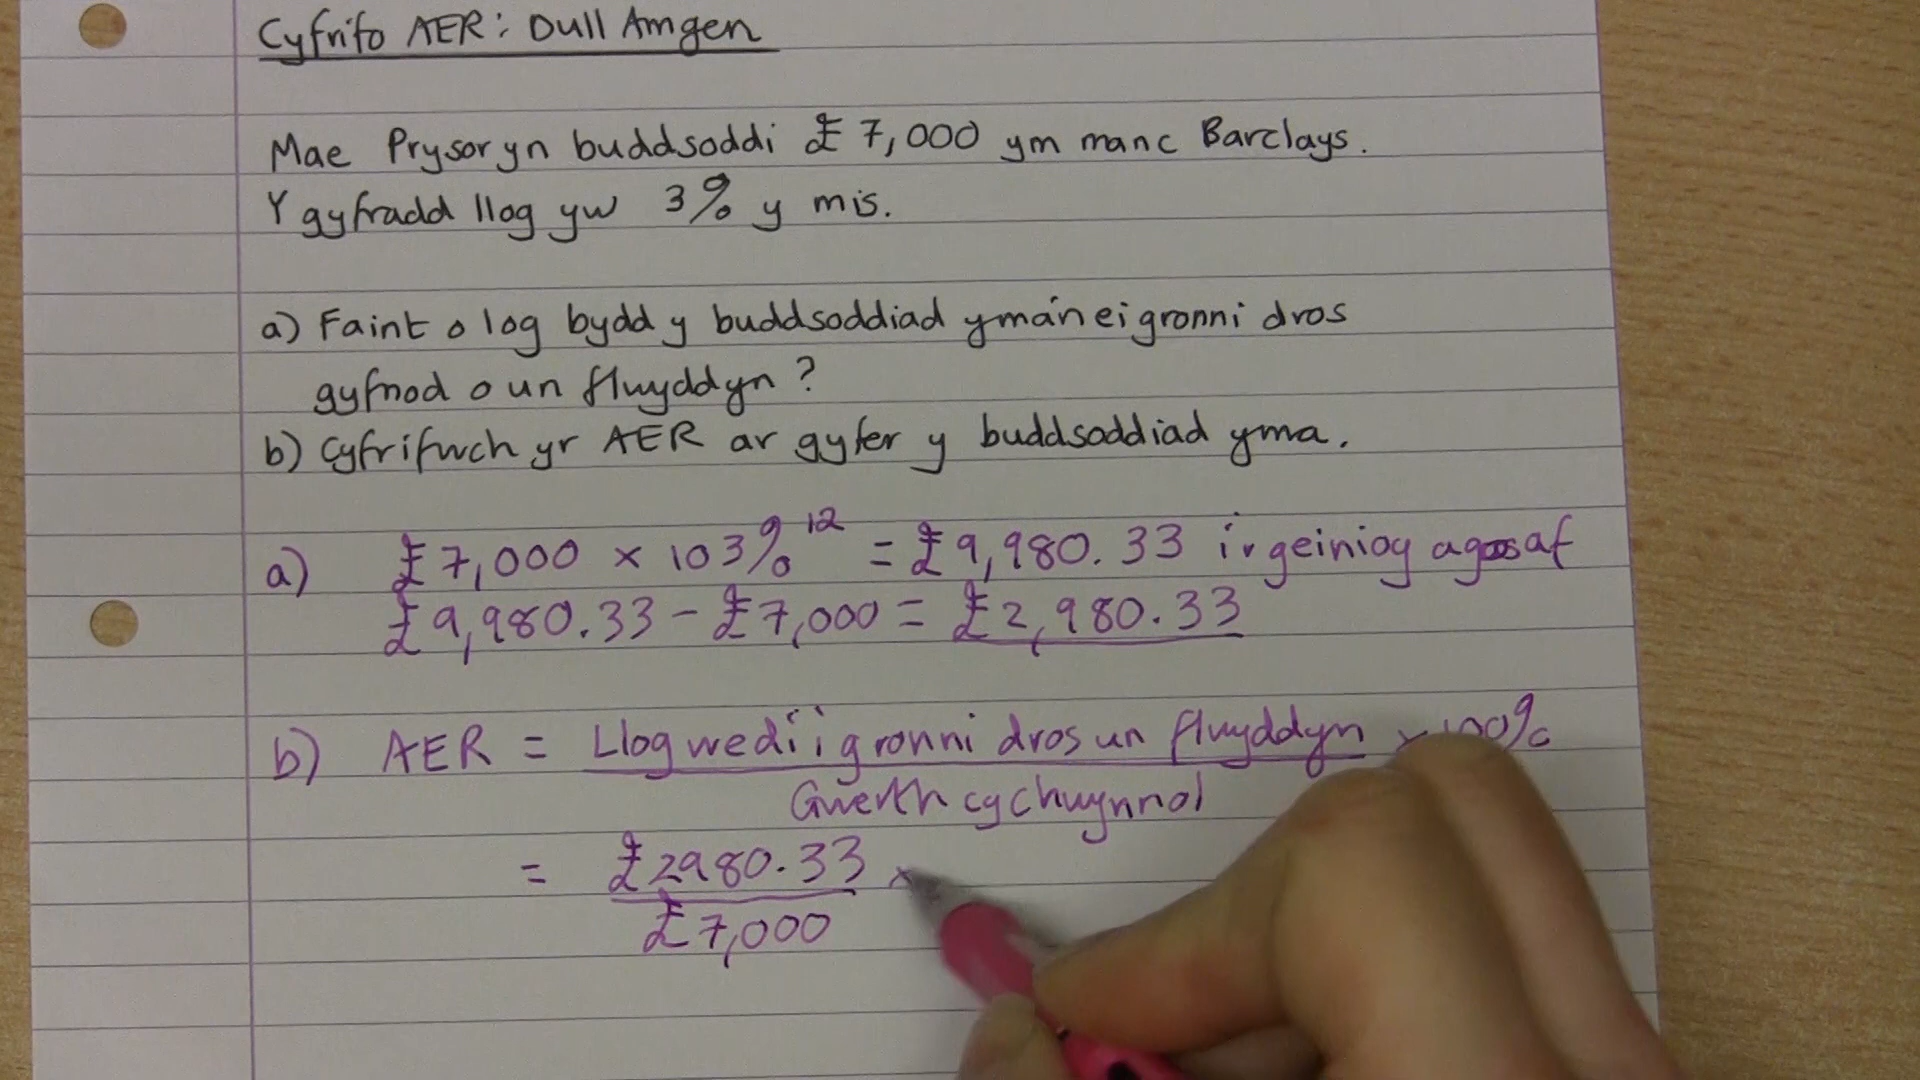 Cyfrifo AER: Dull Amgen
Mae Prysor yn buddsoddi £7,000 ym manc Barclays.
Y gyfradd llog yw 3% y mis.
a) Faint o log bydd y buddsoddiad yma'n ei gronni dros
gyfnod o un flwyddyn?
b) Cyfrifwch yr AER ar gyfer y buddsoddiad yma.
a) £7,000 × 103%¹² = £9,980.33 i'r geiniog agosaf
£9,980.33 - £7,000 = £2,980.33
b) AER = Llog wedi'i gronni dros un flwyddyn × 100%
Gwerth cychwynnol
= £2980.33 ×
£7,000